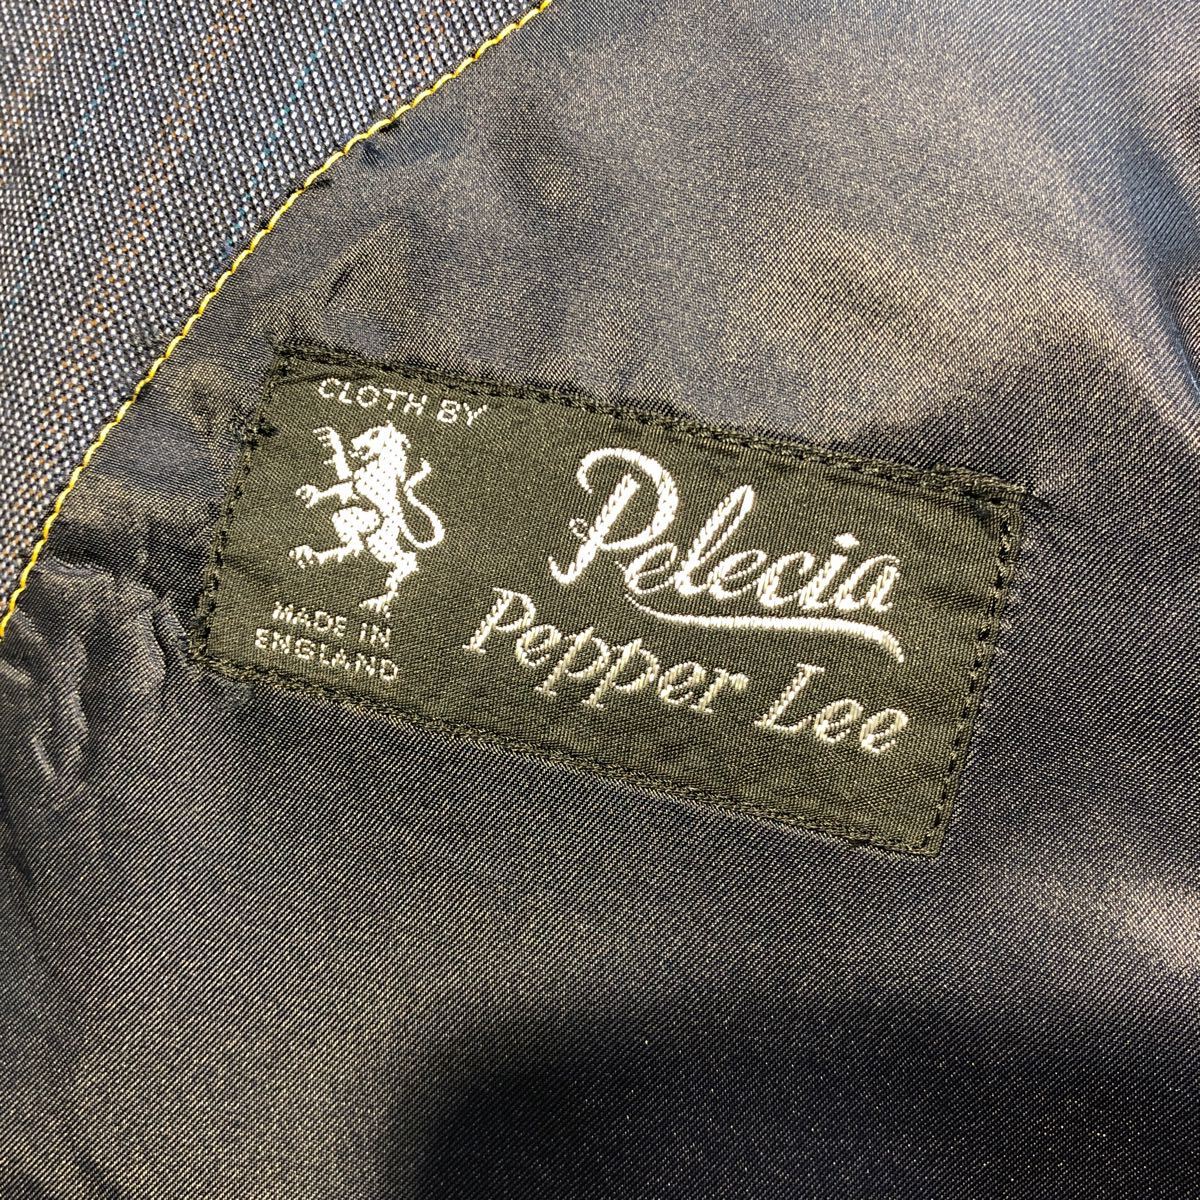 CLOTH BY
Pelecia
Pepper Lee
MADE IN
ENGLAND